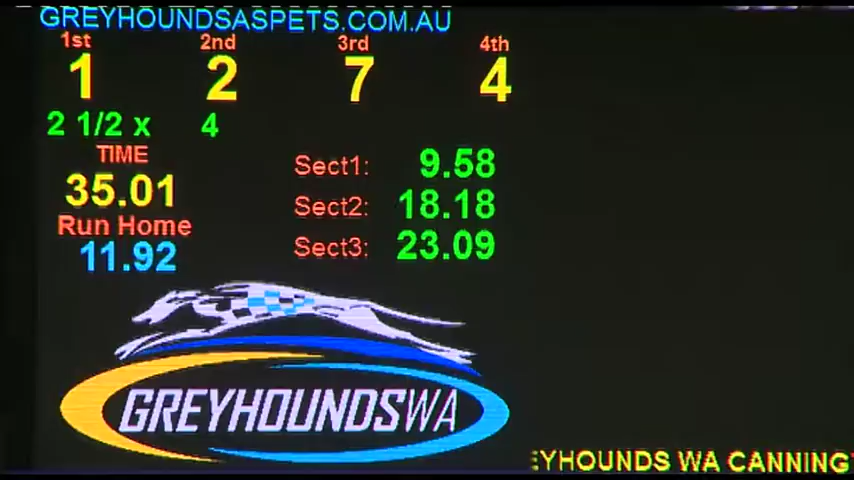 GREYHOUNDSASPETS.COM.AU
1st 2nd 3rd 4th
1 2 7 4
2 1/2 x 4
TIME
35.01
Run Home
11.92
Sect1: 9.58
Sect2: 18.18
Sect3: 23.09
GREYHOUNDSWA
EYHOUNDS WA CANNING